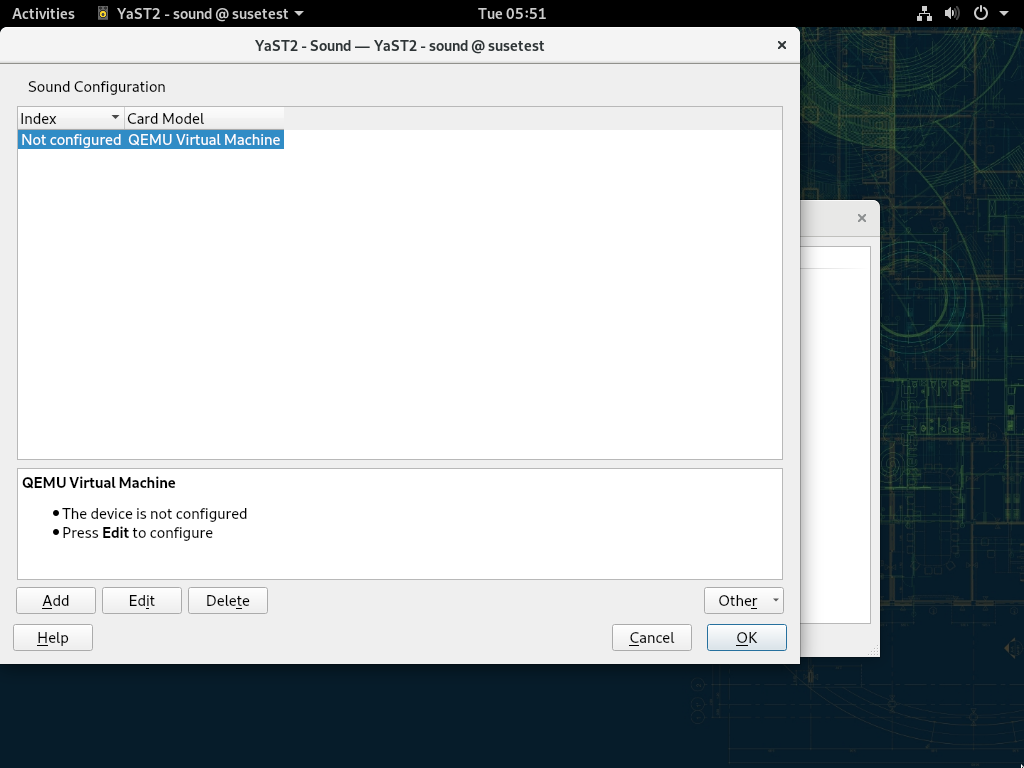 Activities YaST2 - sound @ susetest Tue 05:51
YaST2 - Sound — YaST2 - sound @ susetest
Sound Configuration
Index Card Model
Not configured QEMU Virtual Machine
QEMU Virtual Machine
The device is not configured
Press Edit to configure
Add Edit Delete Other
Help Cancel OK